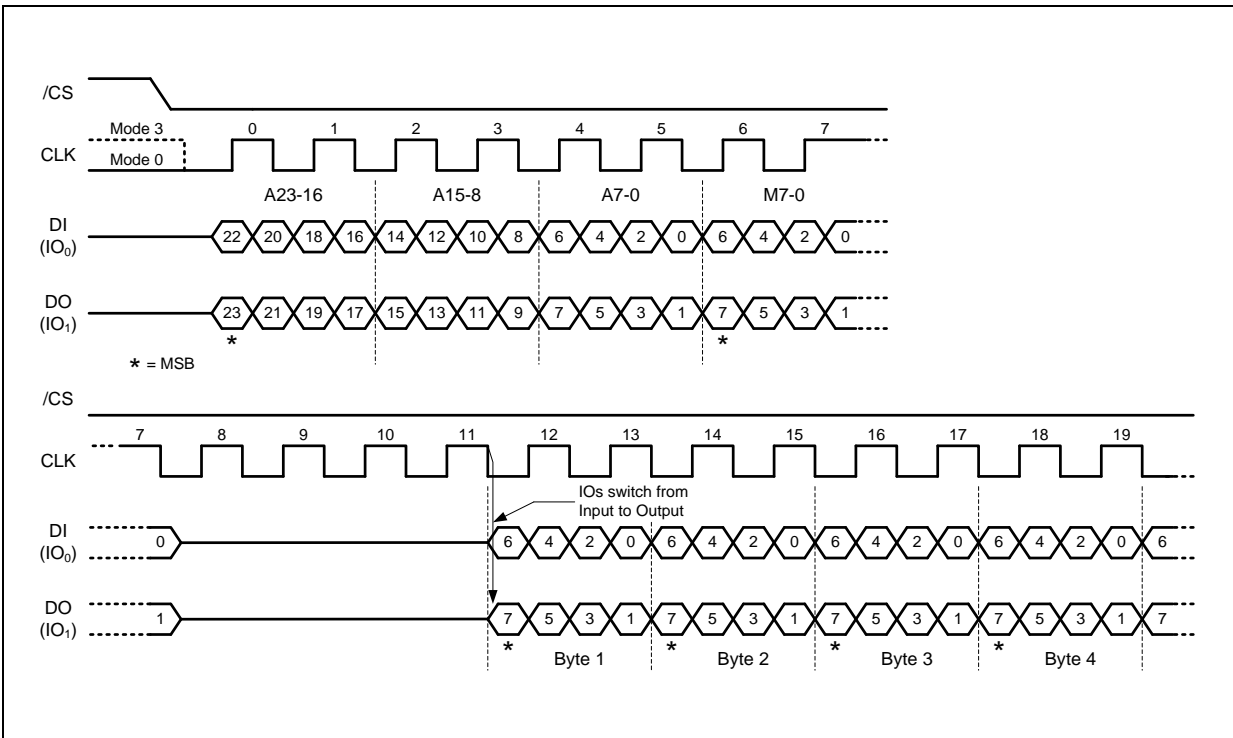 /CS
Mode 3 0 1 2 3 4 5 6 7
CLK
Mode 0
A23-16 A15-8 A7-0 M7-0
DI
(IO₀)
22 20 18 16 14 12 10 8 6 4 2 0 6 4 2 0
DO
(IO₁)
23 21 19 17 15 13 11 9 7 5 3 1 7 5 3 1
* *
* = MSB
/CS
7 8 9 10 11 12 13 14 15 16 17 18 19
CLK
IOs switch from
Input to Output
DI
(IO₀)
0 6 4 2 0 6 4 2 0 6 4 2 0 6 4 2 0 6
DO
(IO₁)
1 7 5 3 1 7 5 3 1 7 5 3 1 7 5 3 1 7
* Byte 1 * Byte 2 * Byte 3 * Byte 4